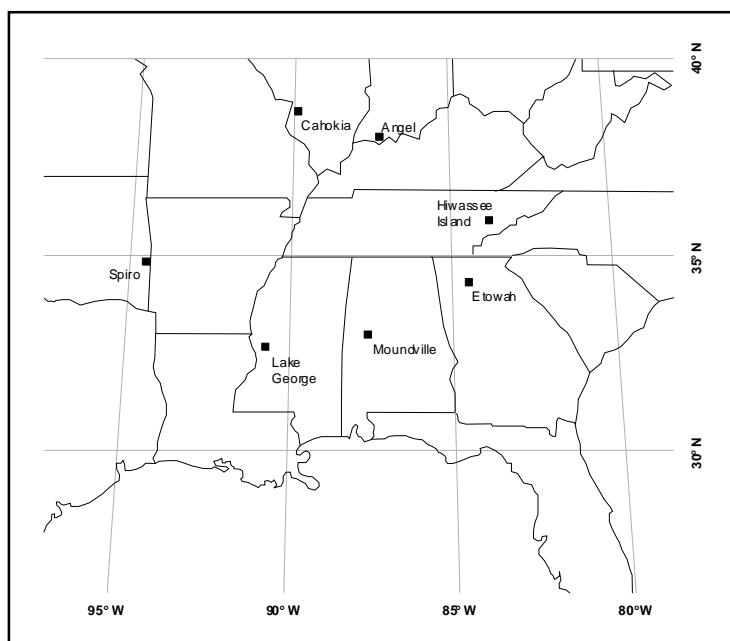 40° N
Cahokia
Angel
Hiwassee
Island
35° N
Spiro
Etowah
Moundville
Lake
George
30° N
95° W
90° W
85° W
80° W